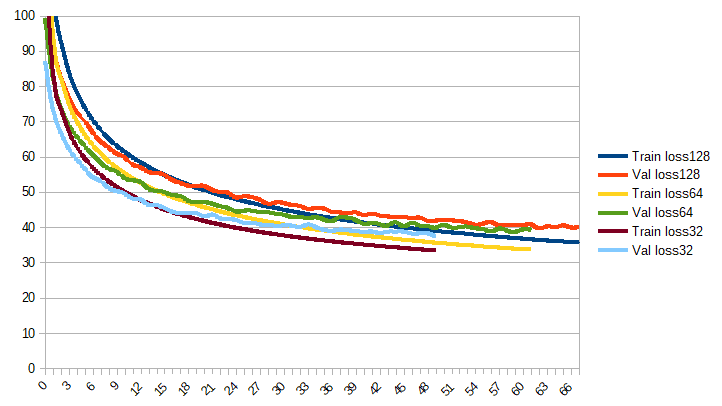 100
90
80
70
60
50
40
30
20
10
0
0 3 6 9 12 15 18 21 24 27 30 33 36 39 42 45 48 51 54 57 60 63 66
Train loss128
Val loss128
Train loss64
Val loss64
Train loss32
Val loss32